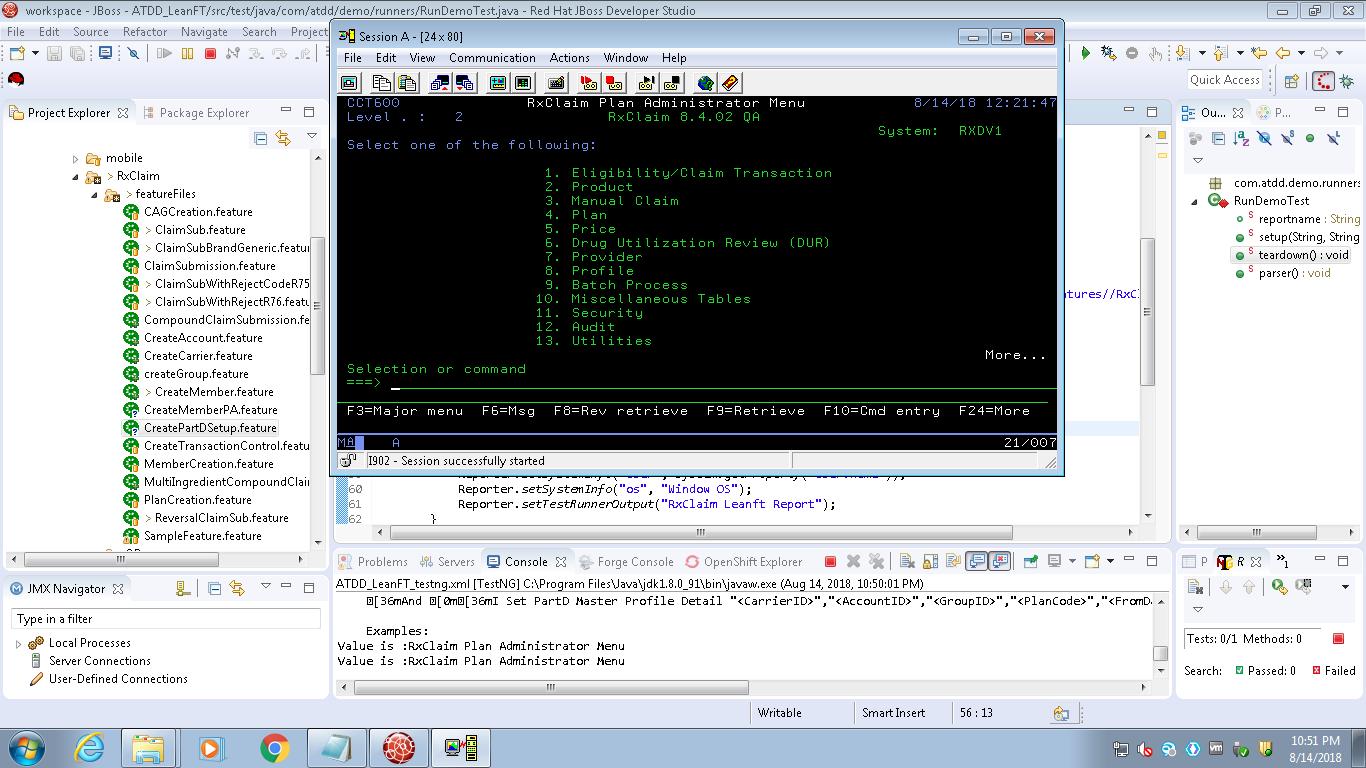 workspace - JBoss - ATDD_LeanFT/src/test/java/com/atdd/demo/runners/RunDemoTest.java - Red Hat JBoss Developer Studio
File Edit Source Refactor Navigate Search Project
Quick Access
Session A - [24 x 80]
File Edit View Communication Actions Window Help
CCT600 RxClaim Plan Administrator Menu 8/14/18 12:21:47
Level . : 2 RxClaim 8.4.02 QA
System: RXDV1
Select one of the following:
1. Eligibility/Claim Transaction
2. Product
3. Manual Claim
4. Plan
5. Price
6. Drug Utilization Review (DUR)
7. Provider
8. Profile
9. Batch Process
10. Miscellaneous Tables
11. Security
12. Audit
13. Utilities
More...
Selection or command
===>
F3=Major menu F6=Msg F8=Rev retrieve F9=Retrieve F10=Cmd entry F24=More
MA A 21/007
I902 - Session successfully started
Project Explorer Package Explorer
mobile
> RxClaim
> featureFiles
CAGCreation.feature
> ClaimSub.feature
> ClaimSubBrandGeneric.featu
ClaimSubmission.feature
> ClaimSubWithRejectCodeR75
> ClaimSubWithRejectR76.featu
CompoundClaimSubmission.fe
CreateAccount.feature
CreateCarrier.feature
createGroup.feature
> CreateMember.feature
CreateMemberPA.feature
CreatePartDSetup.feature
CreateTransactionControl.feature
MemberCreation.feature
MultiIngredientCompoundClai
PlanCreation.feature
> ReversalClaimSub.feature
SampleFeature.feature
atures//RxCl
60 Reporter.setSystemInfo("os", "Window OS");
61 Reporter.setTestRunnerOutput("RxClaim Leanft Report");
62 }
Ou... P...
com.atdd.demo.runners
RunDemoTest
reportname : String
setup(String, String
teardown() : void
parser() : void
JMX Navigator
Type in a filter
Local Processes
Server Connections
User-Defined Connections
Problems Servers Console Forge Console OpenShift Explorer
ATDD_LeanFT_testng.xml [TestNG] C:\Program Files\Java\jdk1.8.0_91\bin\javaw.exe (Aug 14, 2018, 10:50:01 PM)
[36mAnd [0m[36mI Set PartD Master Profile Detail "<CarrierID>","<AccountID>","<GroupID>","<PlanCode>","<FromDa
Examples:
Value is :RxClaim Plan Administrator Menu
Value is :RxClaim Plan Administrator Menu
P R »1
Tests: 0/1 Methods: 0
Search: Passed: 0 Failed
Writable Smart Insert 56 : 13
10:51 PM
8/14/2018